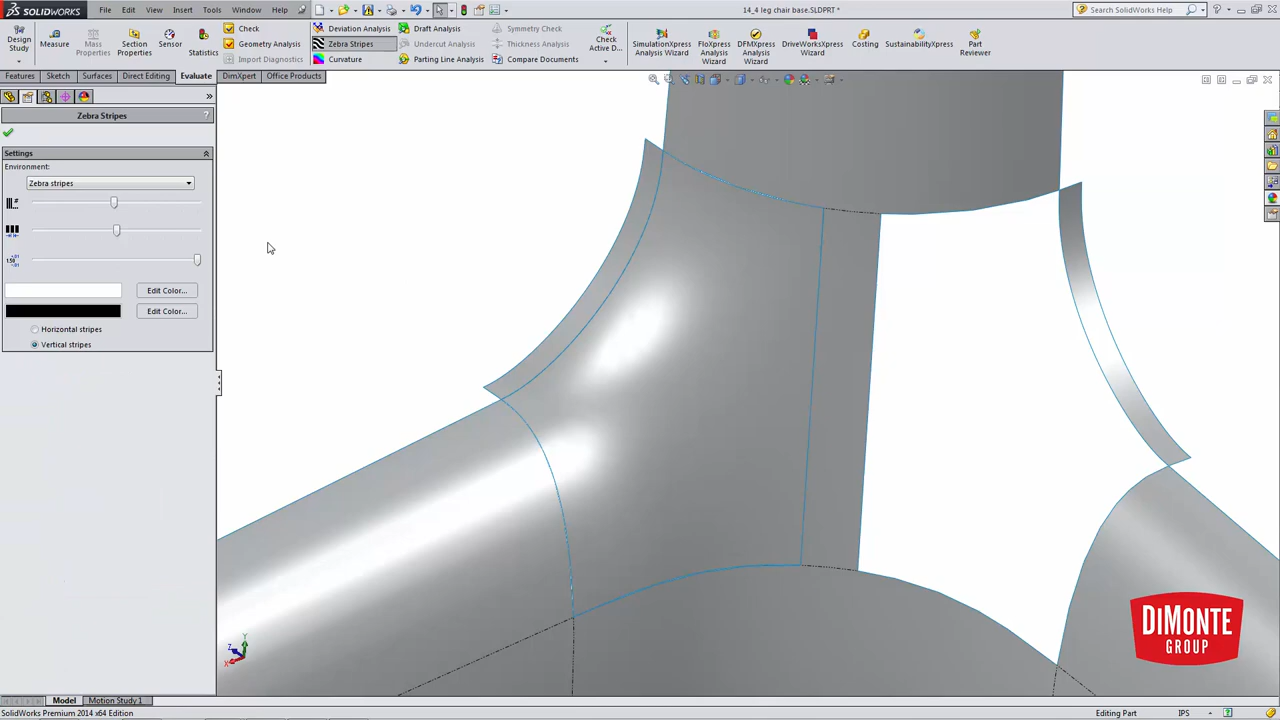 SOLIDWORKS File Edit View Insert Tools Window Help 14_4 leg chair base.SLDPRT * Search SolidWorks Help
Design Study
Measure
Mass Properties
Section Properties
Sensor
Statistics
Check
Geometry Analysis
Import Diagnostics
Deviation Analysis
Zebra Stripes
Curvature
Draft Analysis
Undercut Analysis
Parting Line Analysis
Symmetry Check
Thickness Analysis
Compare Documents
Check Active D...
SimulationXpress Analysis Wizard
FloXpress Analysis Wizard
DFMXpress Analysis Wizard
DriveWorksXpress Wizard
Costing
SustainabilityXpress
Part Reviewer
Features Sketch Surfaces Direct Editing Evaluate DimXpert Office Products
Zebra Stripes ?
Settings
Environment:
Zebra stripes
Edit Color...
Edit Color...
Horizontal stripes
Vertical stripes
Y
Z
X
DIMONTE
GROUP
Model Motion Study 1
SolidWorks Premium 2014 x64 Edition Editing Part IPS